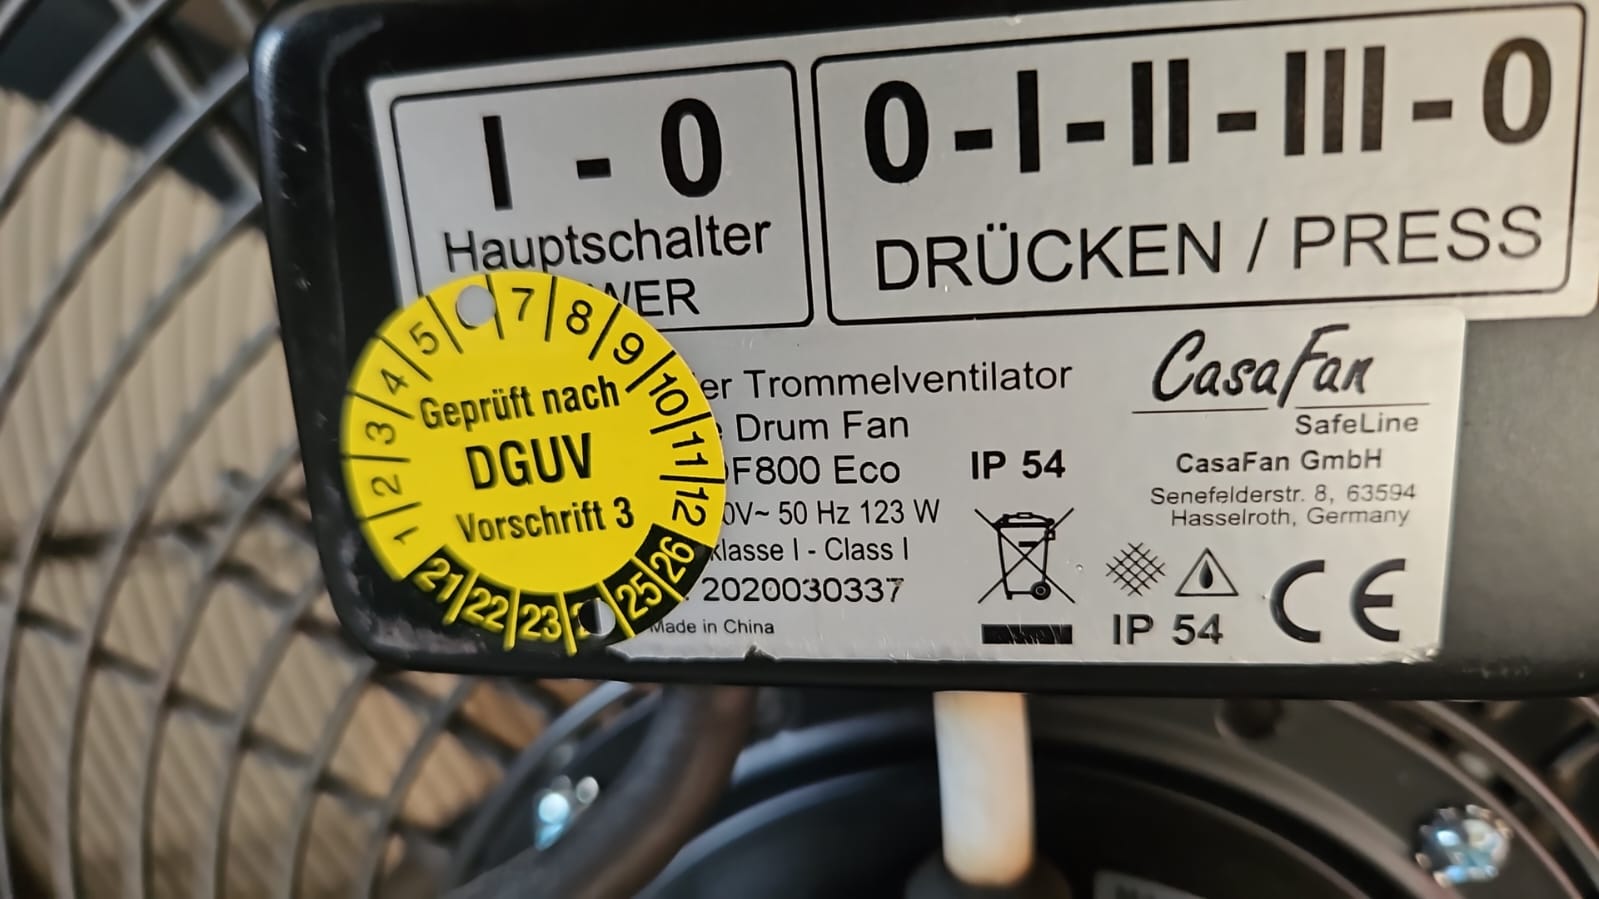 I - 0
Hauptschalter
WER
0-I-II-III-0
DRÜCKEN / PRESS
er Trommelventilator
Drum Fan
F800 Eco
0V~ 50 Hz 123 W
klasse I - Class I
2020030337
Made in China
IP 54
CasaFan
SafeLine
CasaFan GmbH
Senefelderstr. 8, 63594
Hasselroth, Germany
IP 54
CE
1 2 3 4 5 7 8 9 10 11 12
Geprüft nach
DGUV
Vorschrift 3
21 22 23 25 26